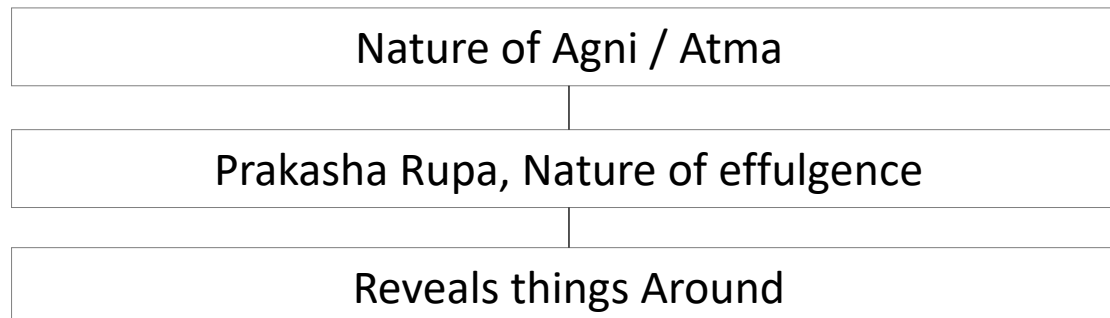 Nature of Agni / Atma
Prakasha Rupa, Nature of effulgence
Reveals things Around